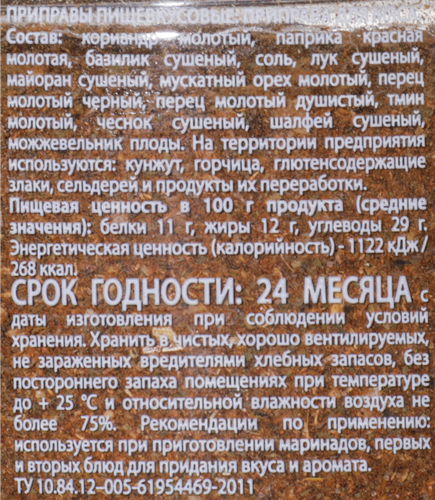 ПРИПРАВЫ ПИЩЕВКУСОВЫЕ:
Состав: кориандр молотый, паприка красная
молотая, базилик сушеный, соль, лук сушеный,
майоран сушеный, мускатный орех молотый, перец
молотый черный, перец молотый душистый, тмин
молотый, чеснок сушеный, шалфей сушеный,
можжевельник плоды. На территории предприятия
используются: кунжут, горчица, глютенсодержащие
злаки, сельдерей и продукты их переработки.
Пищевая ценность в 100 г продукта (средние
значения): белки 11 г, жиры 12 г, углеводы 29 г.
Энергетическая ценность (калорийность) - 1122 кДж /
268 ккал.
СРОК ГОДНОСТИ: 24 МЕСЯЦА с
даты изготовления при соблюдении условий
хранения. Хранить в чистых, хорошо вентилируемых,
не зараженных вредителями хлебных запасов, без
постороннего запаха помещениях при температуре
до + 25 °С и относительной влажности воздуха не
более 75%. Рекомендации по применению:
используется при приготовлении маринадов, первых
и вторых блюд для придания вкуса и аромата.
ТУ 10.84.12–005-61954469-2011